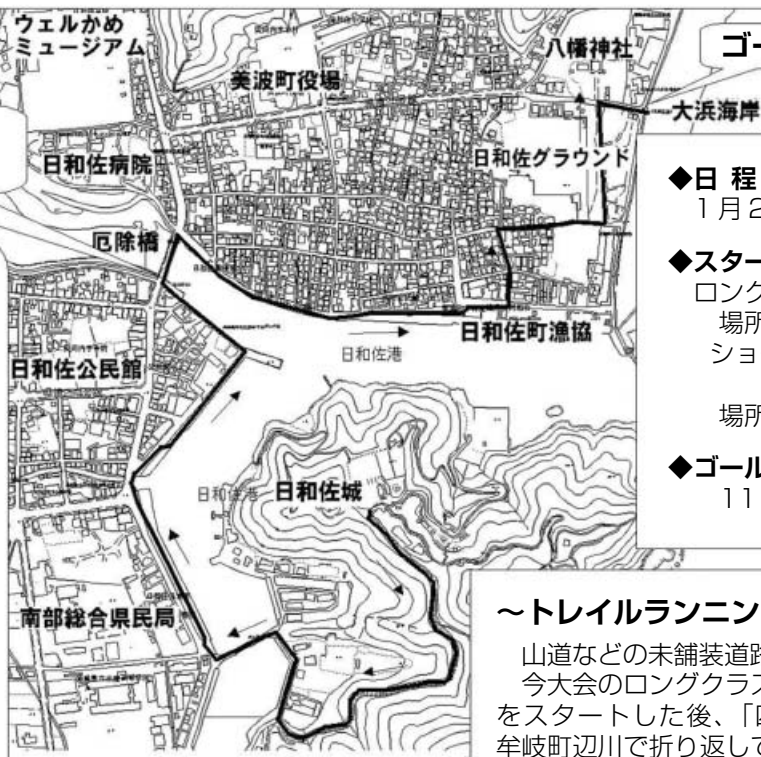 ウェルかめ
ミュージアム
美波町役場
八幡神社
ゴー
大浜海岸
日和佐病院
日和佐グラウンド
厄除橋
日和佐町漁協
日和佐港
日和佐公民館
日和佐港
日和佐城
南部総合県民局
◆日 程
1月2
◆スター
ロング
場所
ショ
場所
◆ゴール
11
～トレイルランニン
山道などの未舗装道路
今大会のロングクラス
をスタートした後、「四
牟岐町辺川で折り返して